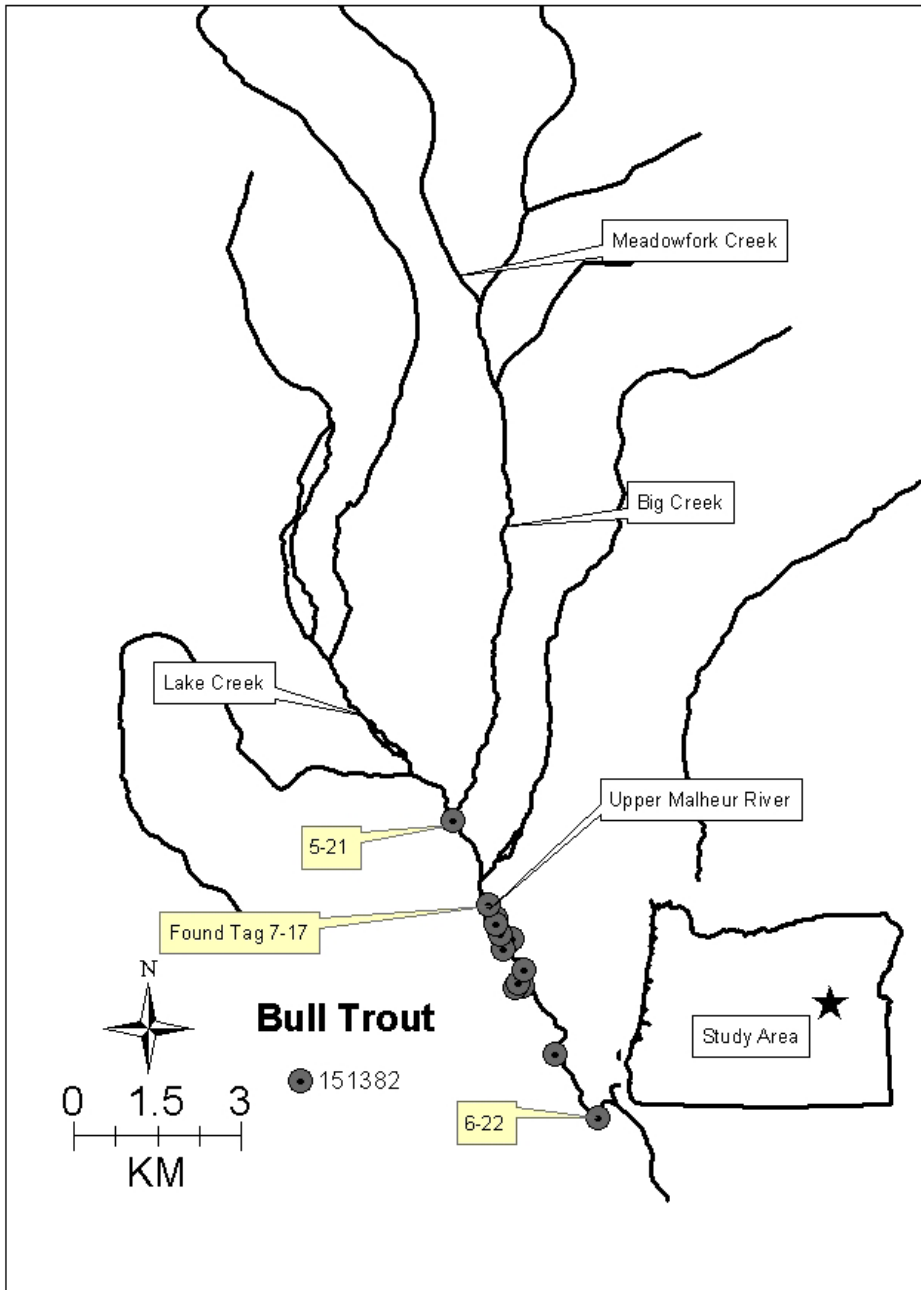 Meadowfork Creek
Big Creek
Lake Creek
Upper Malheur River
5-21
Found Tag 7-17
N
Bull Trout
151382
Study Area
0 1.5 3
KM
6-22